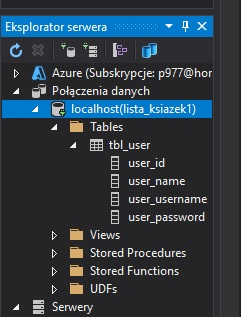 Eksplorator serwera
Azure (Subskrypcje: p977@hor
Połączenia danych
localhost(lista_ksiazek1)
Tables
tbl_user
user_id
user_name
user_username
user_password
Views
Stored Procedures
Stored Functions
UDFs
Serwery